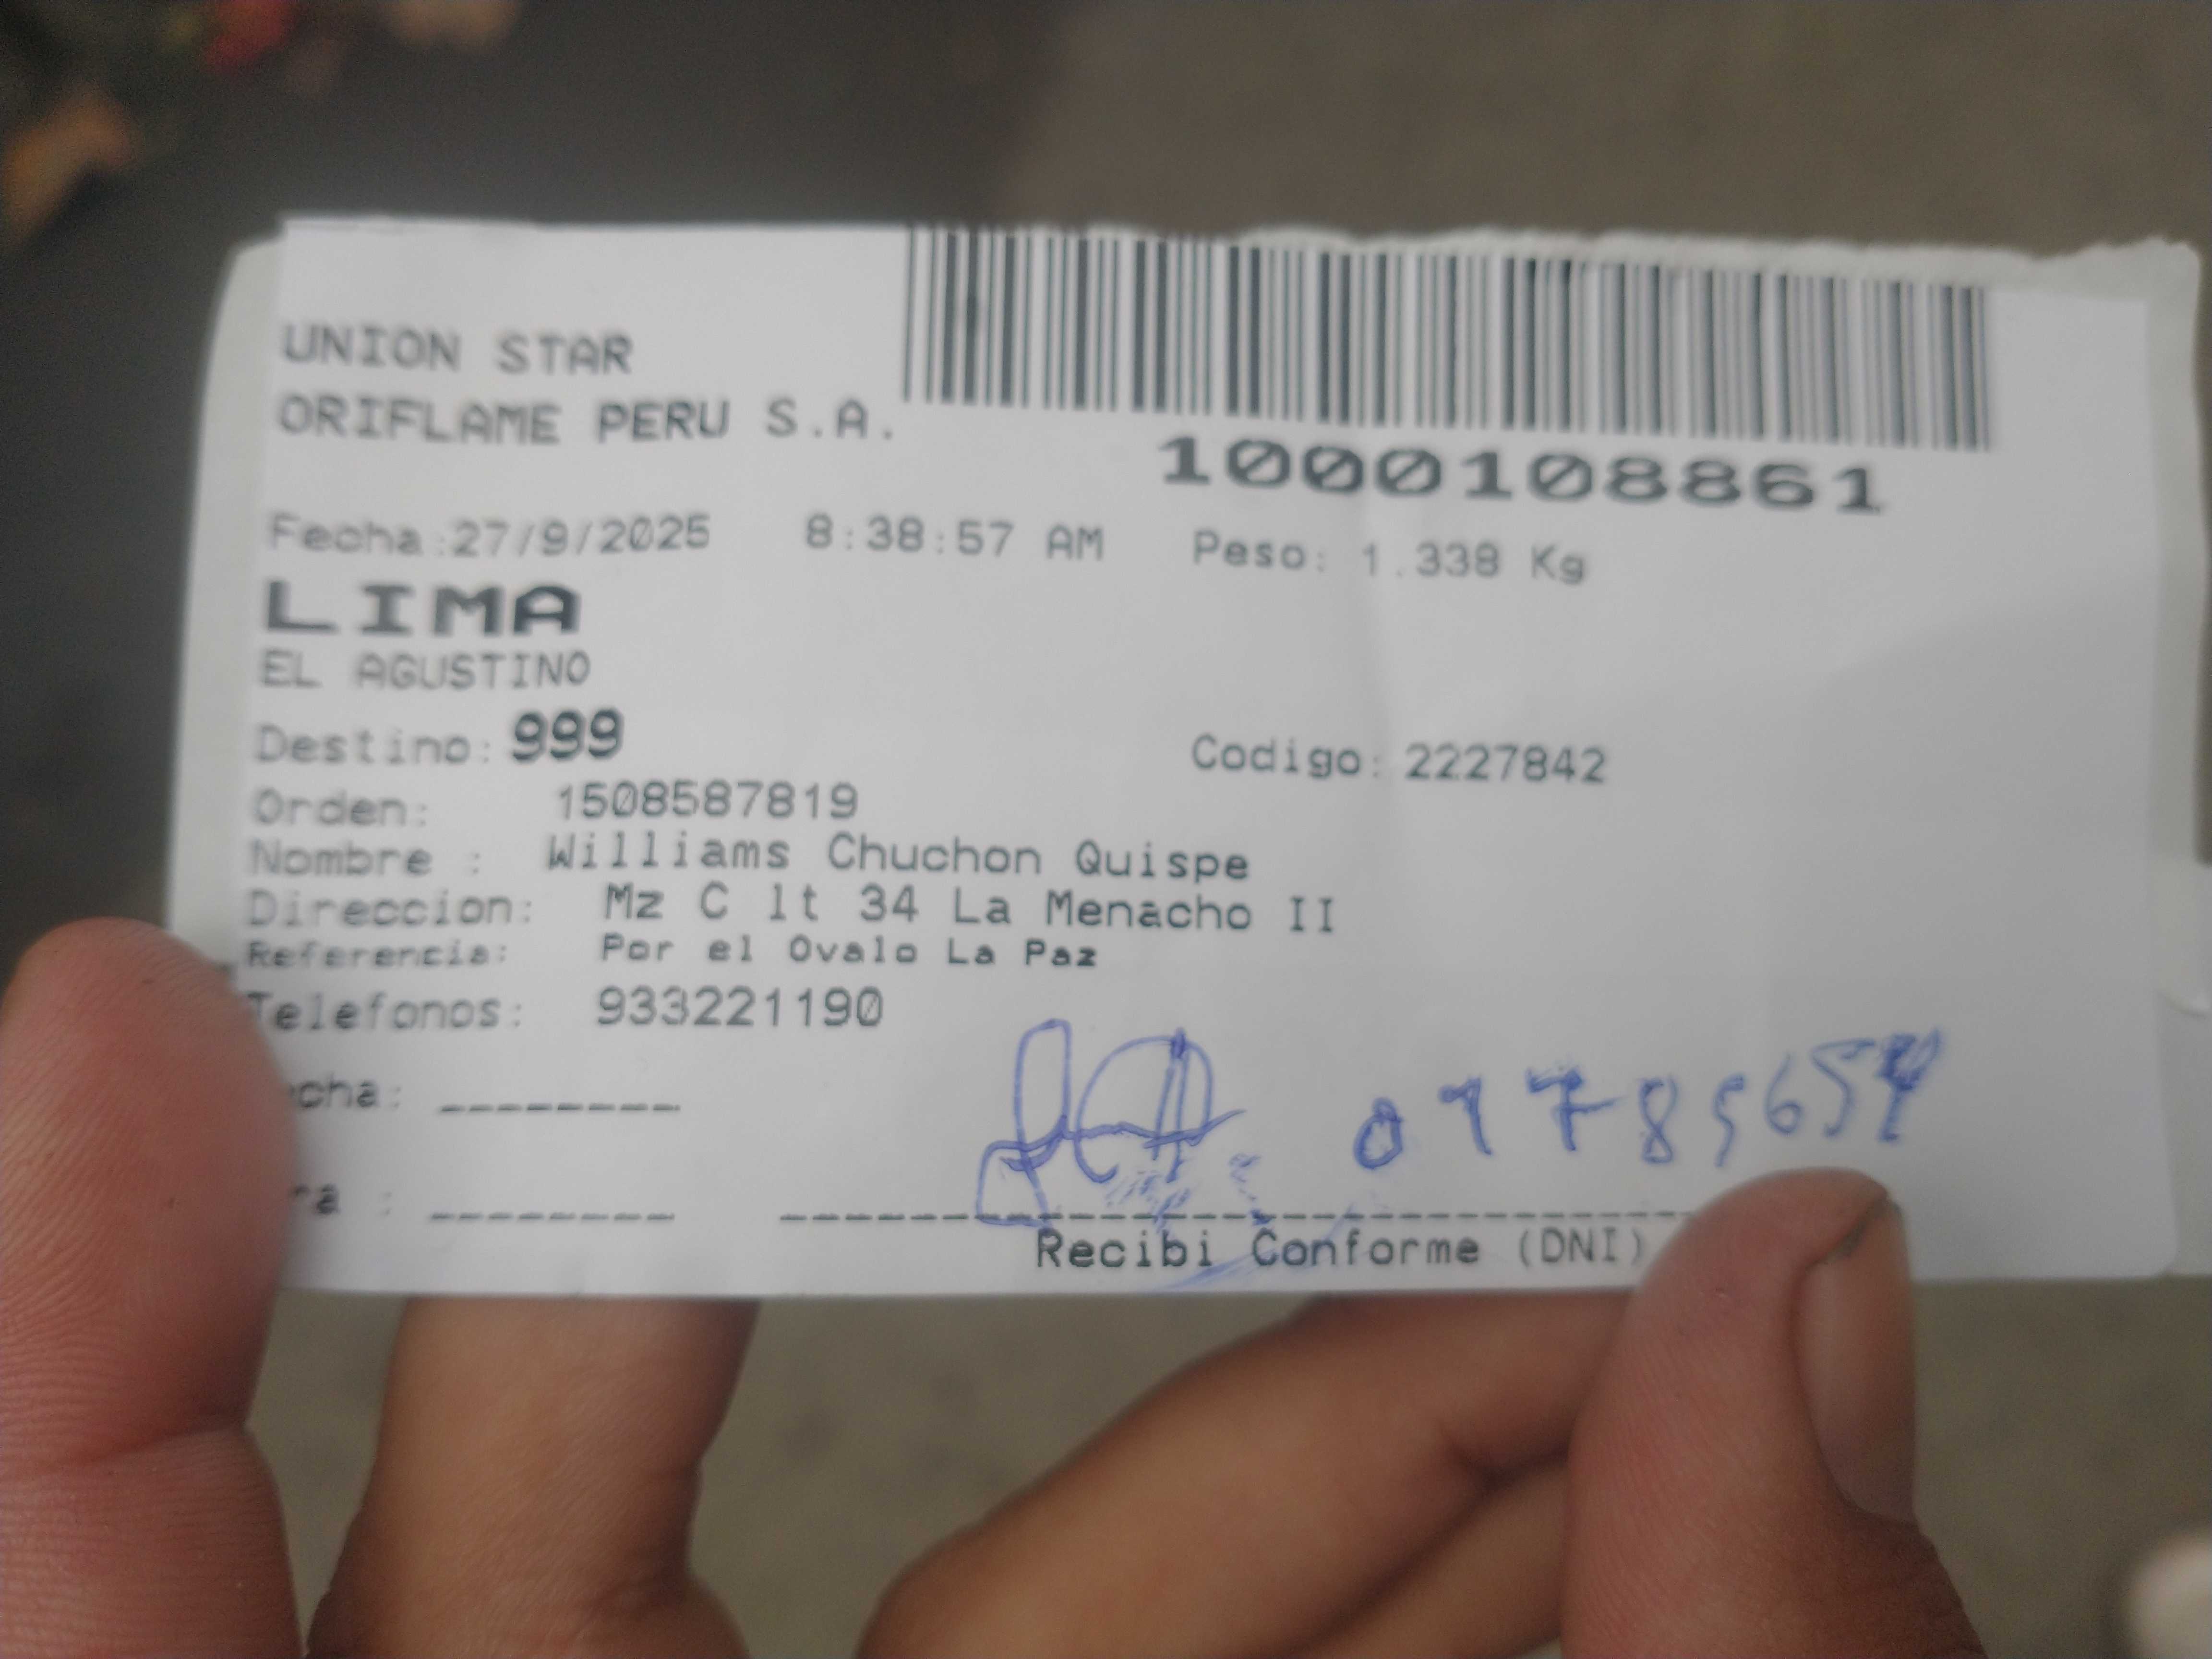 UNION STAR
ORIFLAME PERU S.A.
1000108861
Fecha:27/9/2025 8:38:57 AM Peso: 1.338 Kg
LIMA
EL AGUSTINO
Destino: 999 Codigo: 2227842
Orden: 1508587819
Nombre : Williams Chuchon Quispe
Direccion: Mz C lt 34 La Menacho II
Referencia: Por el Ovalo La Paz
Telefonos: 933221190
cha:
ra :
Recibi Conforme (DNI)